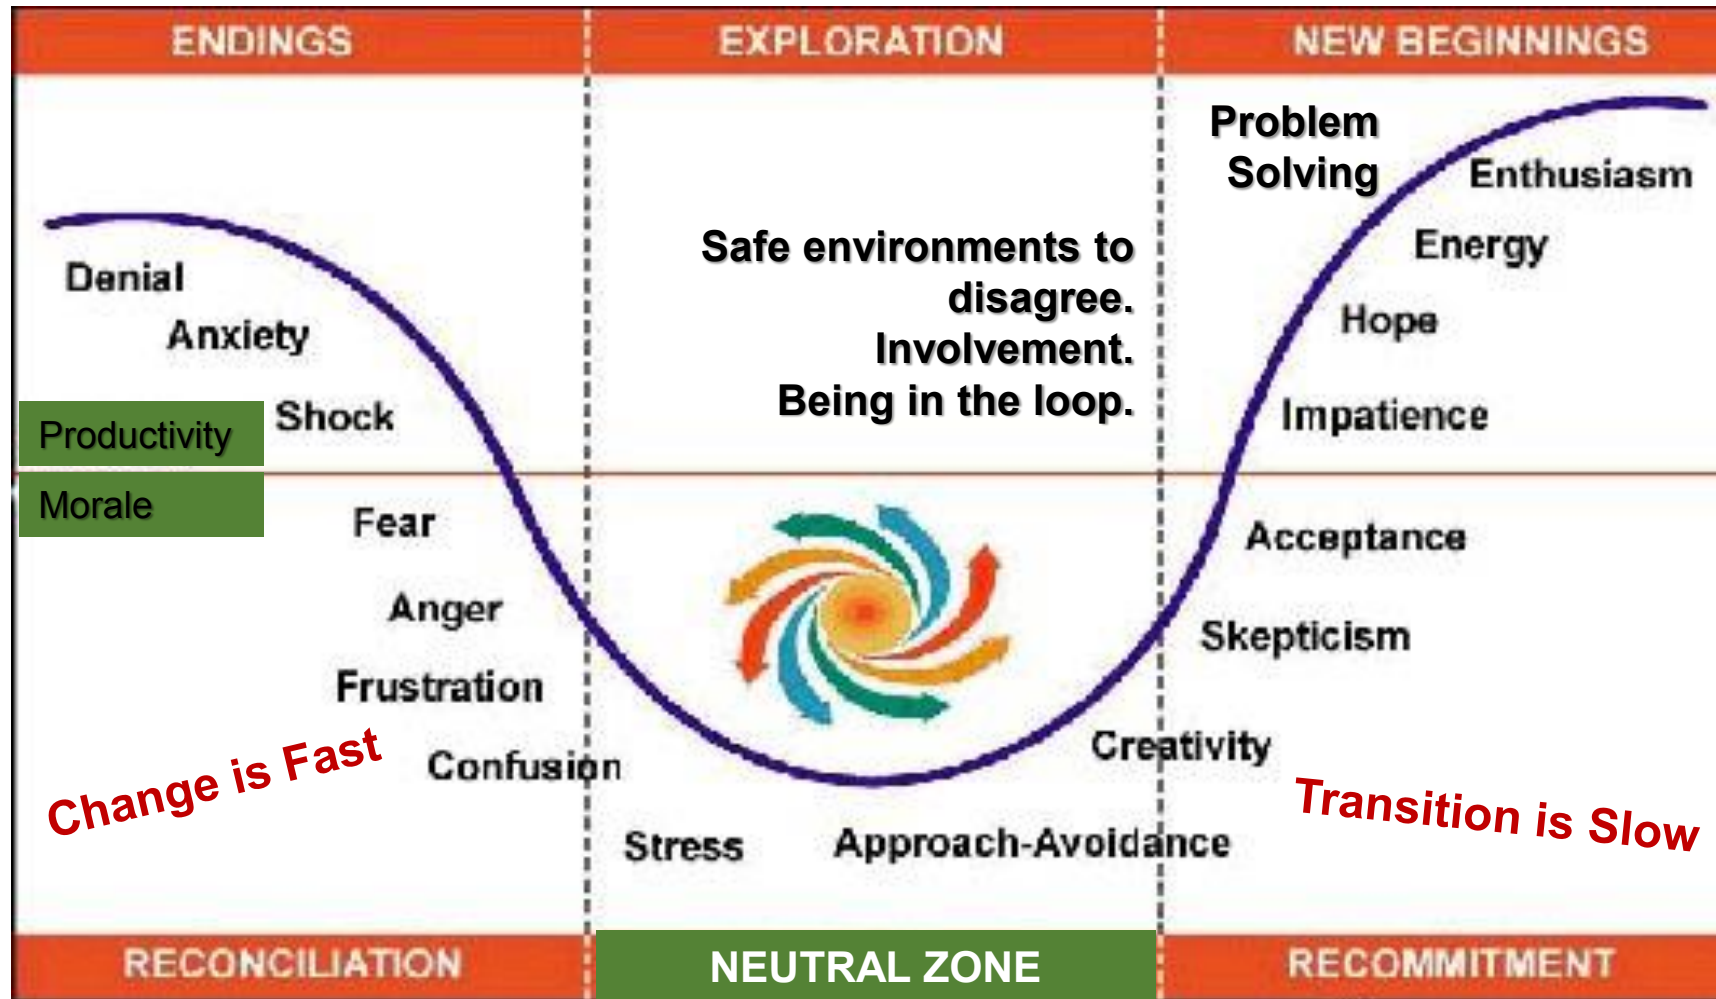 ENDINGS
EXPLORATION
NEW BEGINNINGS
Denial
Anxiety
Shock
Productivity
Morale
Fear
Anger
Frustration
Confusion
Change is Fast
Safe environments to
disagree.
Involvement.
Being in the loop.
Stress
Approach-Avoidance
Creativity
Problem
Solving
Enthusiasm
Energy
Hope
Impatience
Acceptance
Skepticism
Transition is Slow
RECONCILIATION
NEUTRAL ZONE
RECOMMITMENT